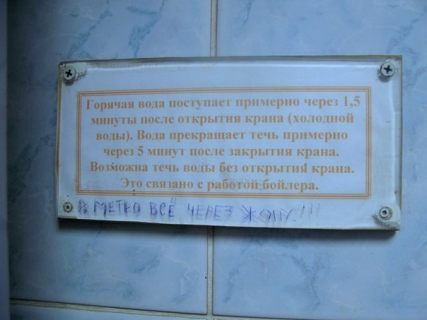 Горячая вода поступает примерно через 1,5
минуты после открытия крана (холодной
воды). Вода прекращает течь примерно
через 5 минут после закрытия крана.
Возможна течь воды без открытия крана.
Это связано с работой бойлера.
В МЕТРО ВСЁ ЧЕРЕЗ ЖОПУ!!!